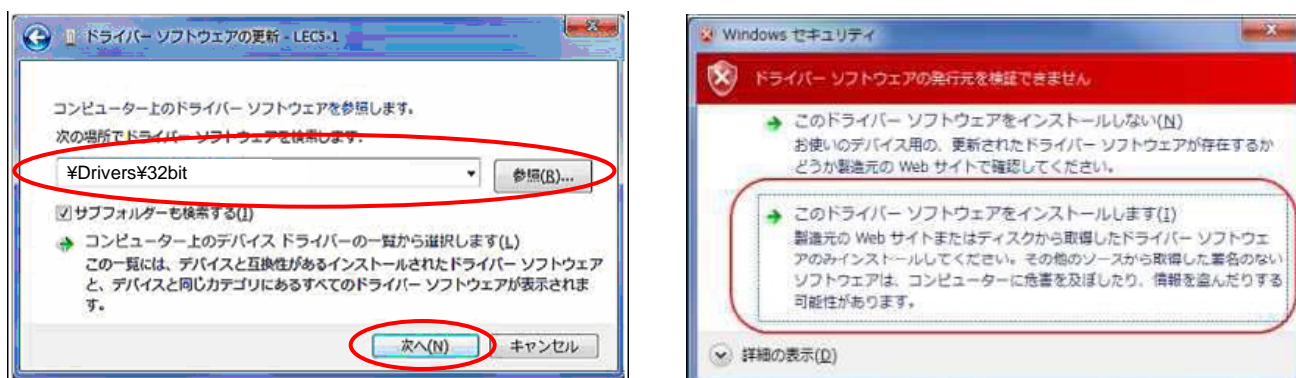 ドライバー ソフトウェアの更新 - LEC5-1
コンピューター上のドライバー ソフトウェアを参照します。
次の場所でドライバー ソフトウェアを検索します:
¥Drivers¥32bit
参照(R)...
サブフォルダーも検索する(I)
コンピューター上のデバイス ドライバーの一覧から選択します(L)
この一覧には、デバイスと互換性があるインストールされたドライバー ソフトウェア
と、デバイスと同じカテゴリにあるすべてのドライバー ソフトウェアが表示されま
す。
次へ(N)
キャンセル
Windows セキュリティ
ドライバー ソフトウェアの発行元を検証できません
このドライバー ソフトウェアをインストールしない(N)
お使いのデバイス用の、更新されたドライバー ソフトウェアが存在するか
どうか製造元の Web サイトで確認してください。
このドライバー ソフトウェアをインストールします(I)
製造元の Web サイトまたはディスクから取得したドライバー ソフトウェ
アのみインストールしてください。その他のソースから取得した署名のない
ソフトウェアは、コンピューターに危害を及ぼしたり、情報を盗んだりする
可能性があります。
詳細の表示(D)